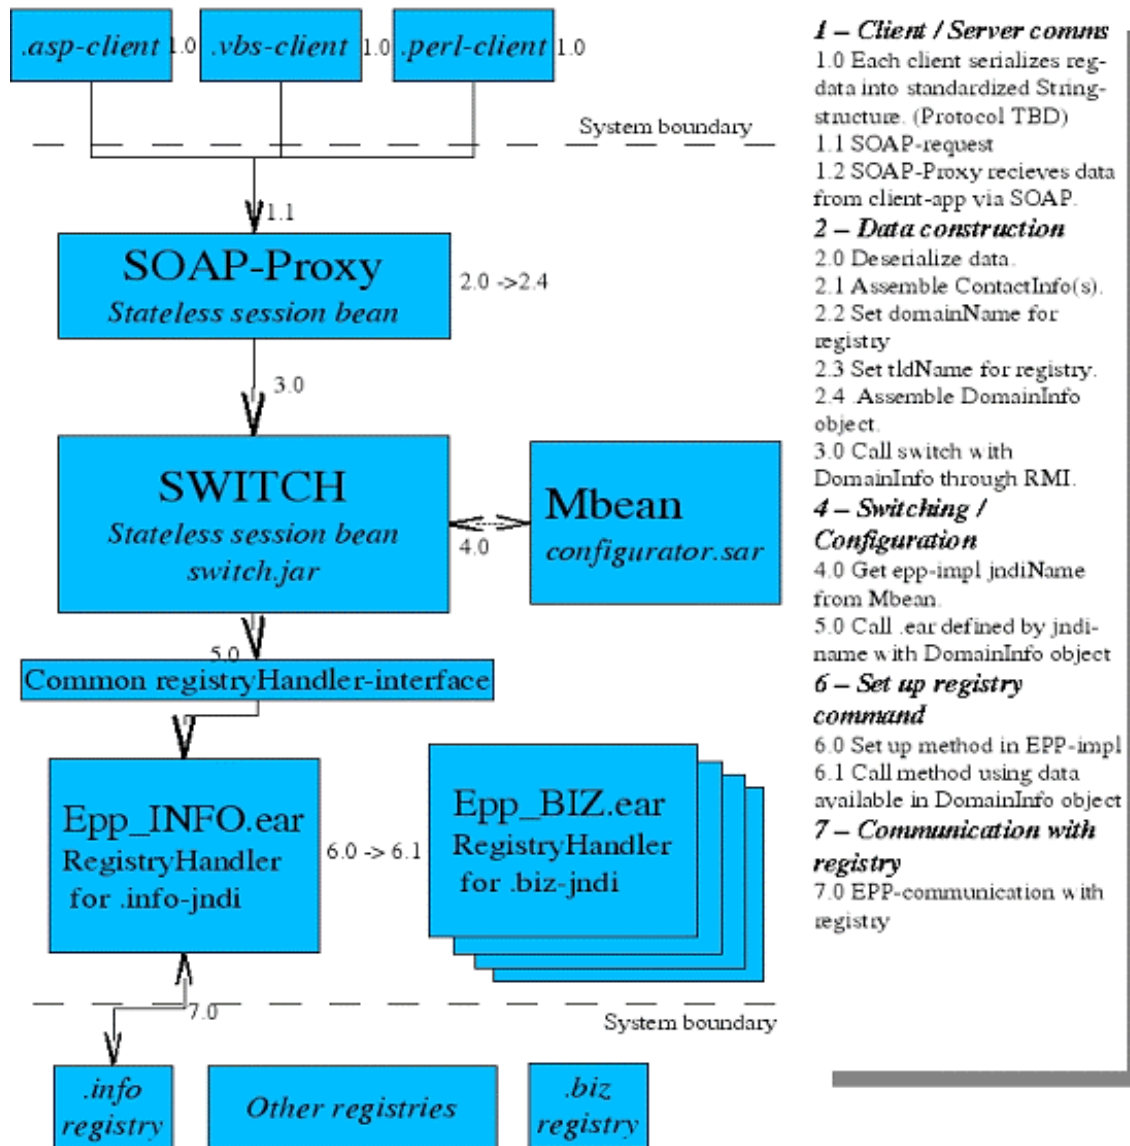 .asp-client 1.0 .vbs-client 1.0 .perl-client 1.0
System boundary
1.1
SOAP-Proxy
Stateless session bean
2.0 ->2.4
3.0
SWITCH
Stateless session bean
switch.jar
4.0
Mbean
configurator.sar
5.0
Common registryHandler-interface
Epp_INFO.ear
RegistryHandler
for .info-jndi
6.0 -> 6.1
Epp_BIZ.ear
RegistryHandler
for .biz-jndi
7.0
System boundary
.info
registry
Other registries
.biz
registry
1 – Client / Server comms
1.0 Each client serializes reg-
data into standardized String-
structure. (Protocol TBD)
1.1 SOAP-request
1.2 SOAP-Proxy recieves data
from client-app via SOAP.
2 – Data construction
2.0 Deserialize data.
2.1 Assemble ContactInfo(s).
2.2 Set domainName for
registry
2.3 Set tldName for registry.
2.4 .Assemble DomainInfo
object.
3.0 Call switch with
DomainInfo through RMI.
4 – Switching /
Configuration
4.0 Get epp-impl jndiName
from Mbean.
5.0 Call .ear defined by jndi-
name with DomainInfo object
6 – Set up registry
command
6.0 Set up method in EPP-impl
6.1 Call method using data
available in DomainInfo object
7 – Communication with
registry
7.0 EPP-communication with
registry